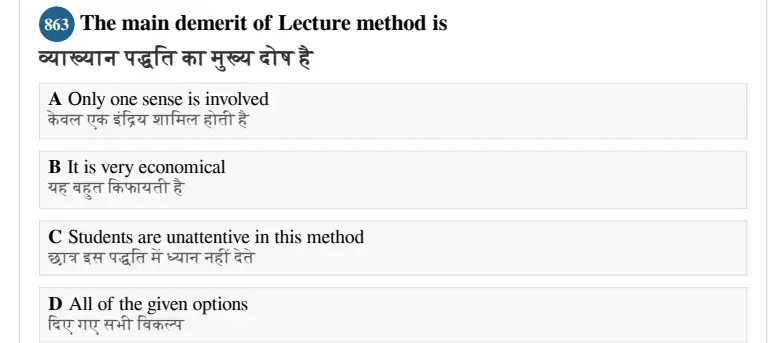 863 The main demerit of Lecture method is
व्याख्यान पद्धति का मुख्य दोष है
A Only one sense is involved
केवल एक इंद्रिय शामिल होती है
B It is very economical
यह बहुत किफायती है
C Students are unattentive in this method
छात्र इस पद्धति में ध्यान नहीं देते
D All of the given options
दिए गए सभी विकल्प